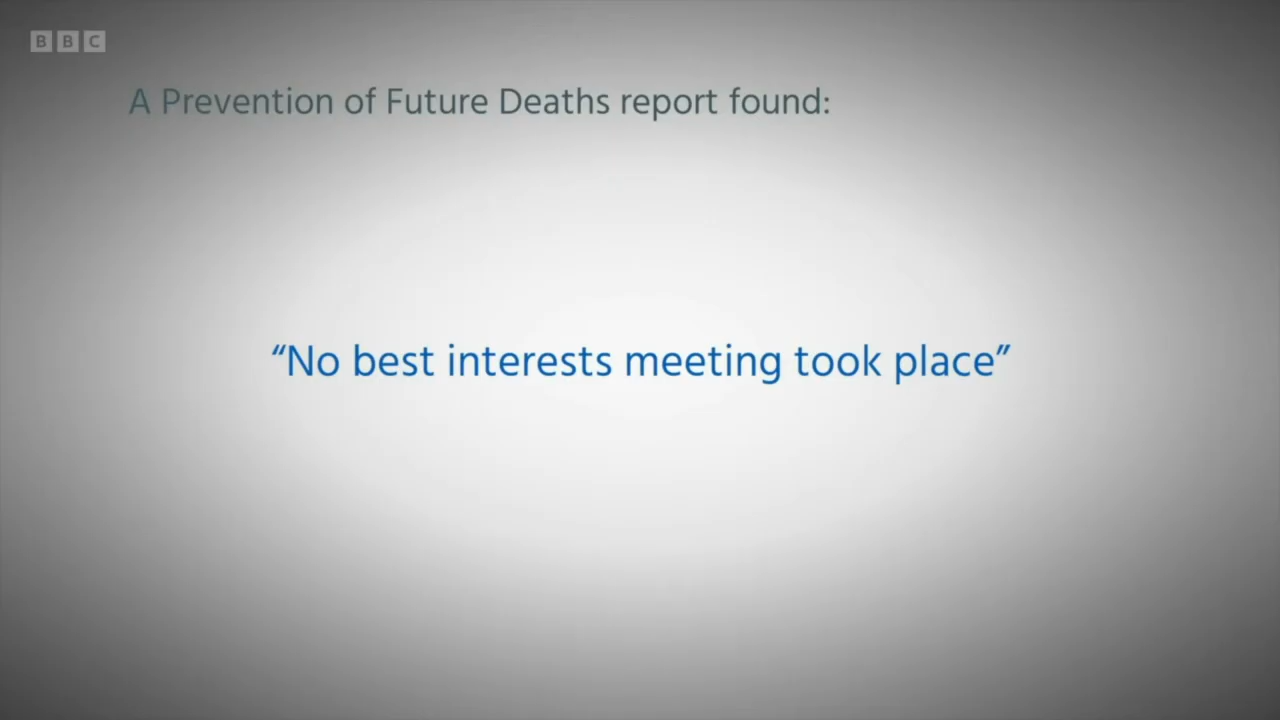 BBC
A Prevention of Future Deaths report found:
“No best interests meeting took place”